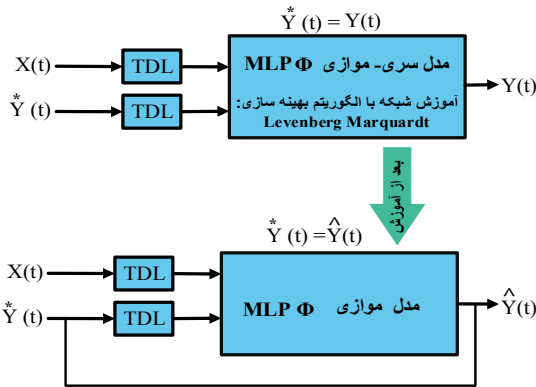 Y* (t) = Y(t)
X(t) TDL مدل سری- موازی MLP Φ
Y* (t) TDL آموزش شبکه با الگوریتم بهینه سازی: Y(t)
Levenberg Marquardt
بعد از آموزش
Y* (t) =Ŷ(t)
X(t) TDL
Y* (t) TDL مدل موازی MLP Φ Ŷ(t)